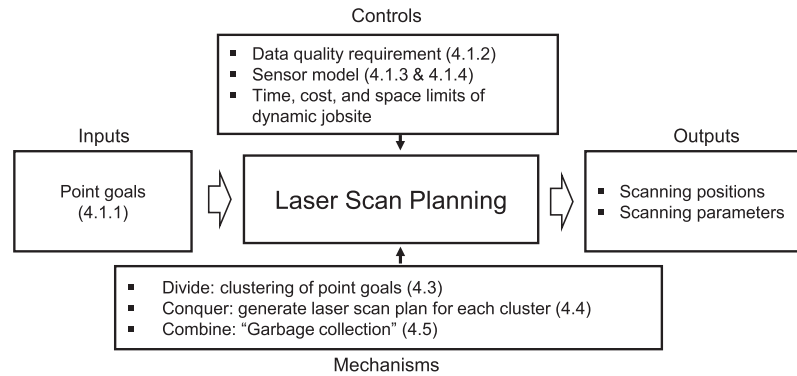 Controls
▪ Data quality requirement (4.1.2)
▪ Sensor model (4.1.3 & 4.1.4)
▪ Time, cost, and space limits of
dynamic jobsite
Inputs
Point goals
(4.1.1)
Laser Scan Planning
Outputs
▪ Scanning positions
▪ Scanning parameters
▪ Divide: clustering of point goals (4.3)
▪ Conquer: generate laser scan plan for each cluster (4.4)
▪ Combine: “Garbage collection” (4.5)
Mechanisms